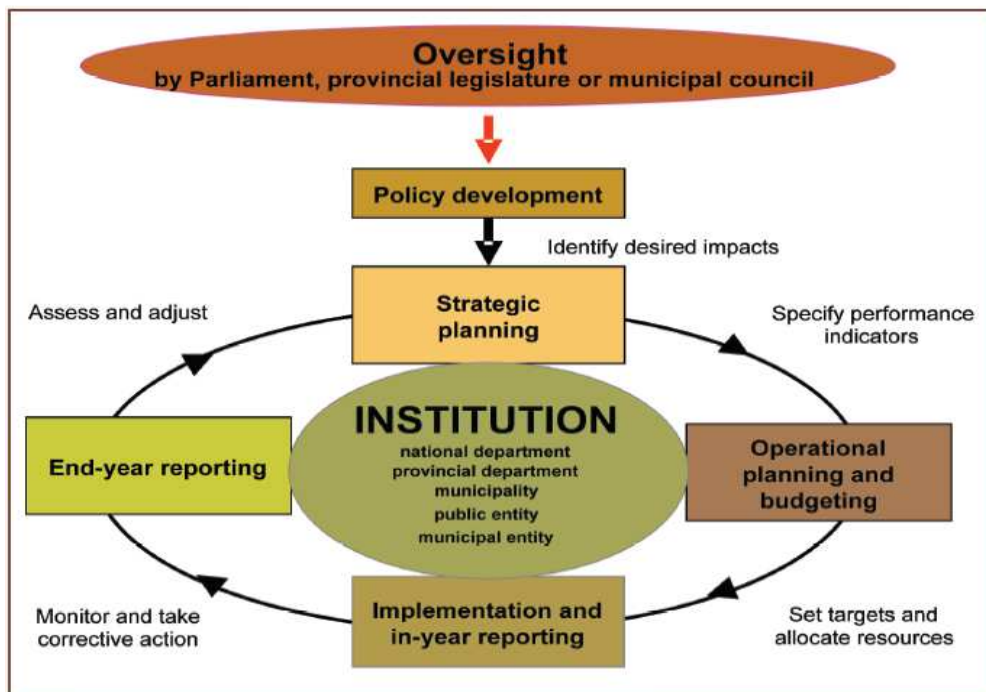 Oversight
by Parliament, provincial legislature or municipal council
Policy development
Identify desired impacts
Strategic
planning
Assess and adjust
Specify performance
indicators
INSTITUTION
national department
provincial department
municipality
public entity
municipal entity
End-year reporting
Operational
planning and
budgeting
Implementation and
in-year reporting
Monitor and take
corrective action
Set targets and
allocate resources